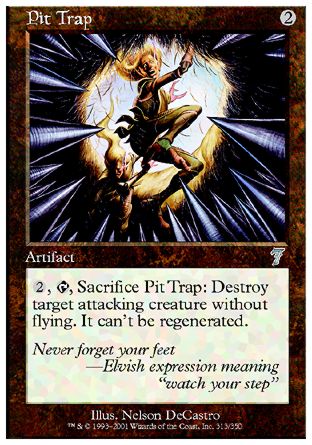 Pit Trap 2
Artifact
2, , Sacrifice Pit Trap: Destroy
target attacking creature without
flying. It can't be regenerated.
Never forget your feet
—Elvish expression meaning
"watch your step"
Illus. Nelson DeCastro
™ & © 1993–2001 Wizards of the Coast, Inc. 313/350